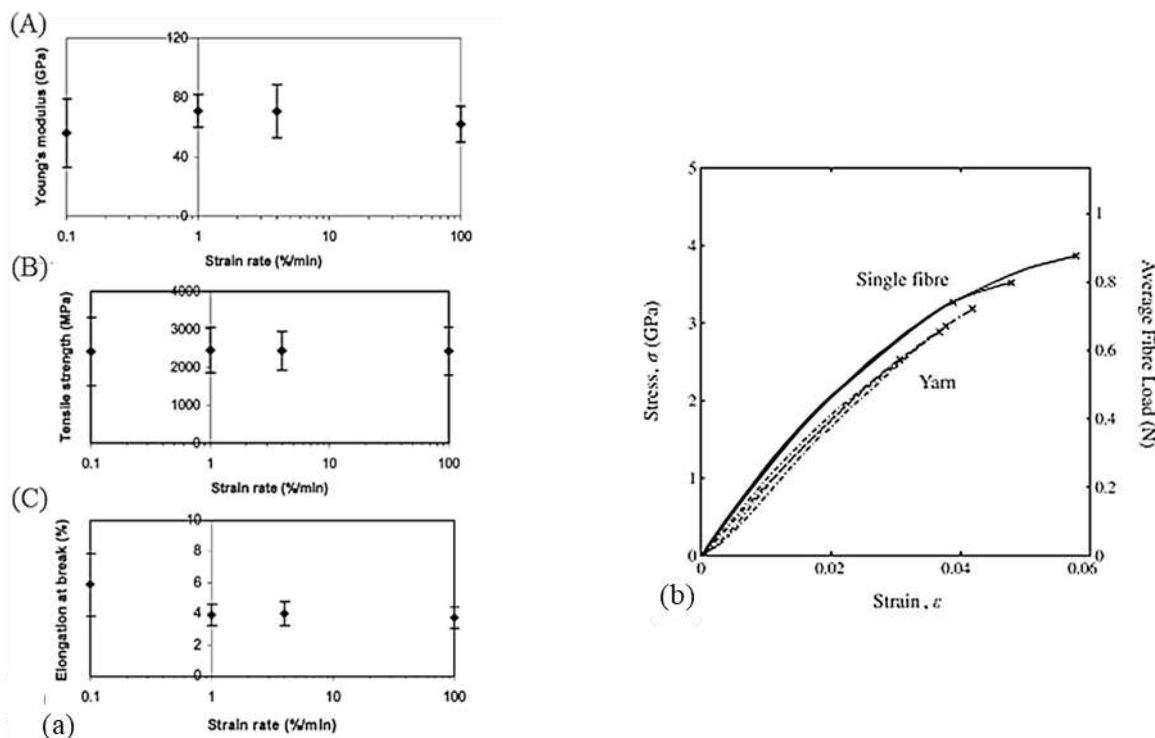 (A)
Young's modulus (GPa)
120
80
40
0
0.1 1 10 100
Strain rate (%/min)
(B)
Tensile strength (MPa)
4000
3000
2000
1000
0
0.1 1 10 100
Strain rate (%/min)
(C)
Elongation at break (%)
10
8
6
4
2
0
0.1 1 10 100
Strain rate (%/min)
(a)
Stress, σ (GPa)
5
4
3
2
1
0
Single fibre
Yarn
1
0.8
0.6
0.4
0.2
0
Average Fibre
Load (N)
0 0.02 0.04 0.06
Strain, ε
(b)